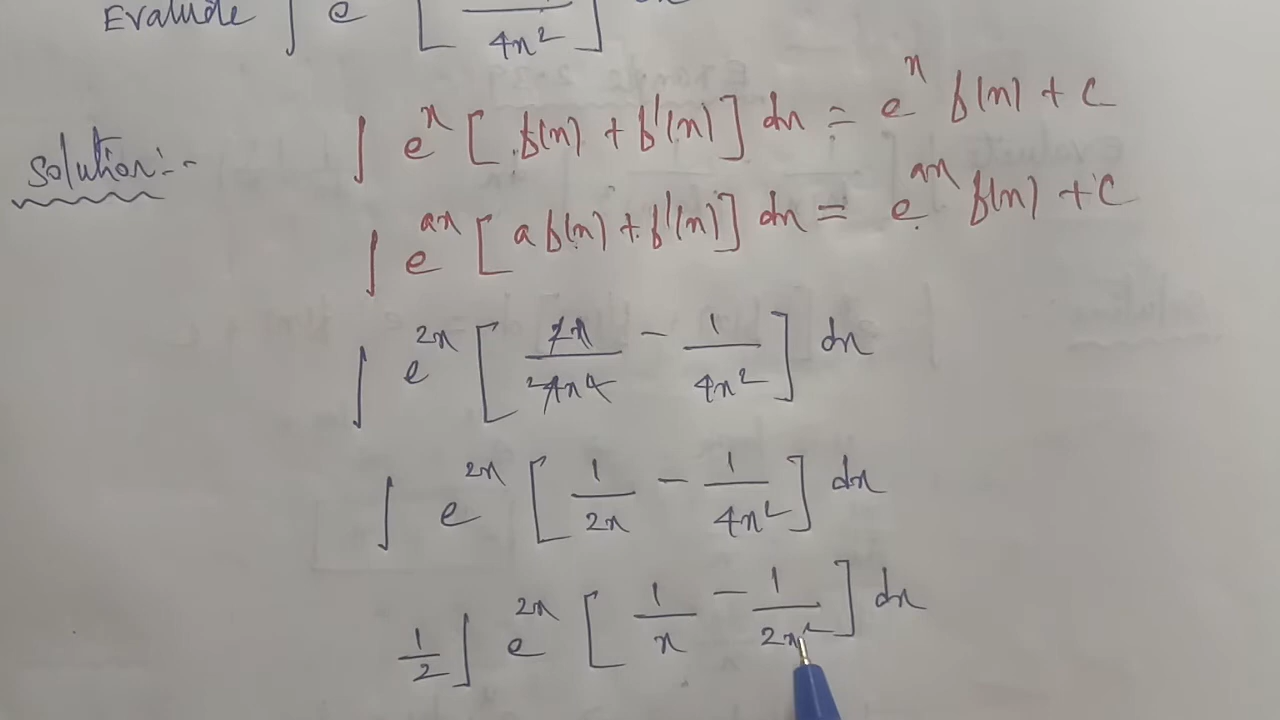 Evaluate ∫ e [ / 4x² ] dx
Solution:-
∫ eˣ [ f(x) + f'(x) ] dx = eˣ f(x) + c
∫ eᵃˣ [ a f(x) + f'(x) ] dx = eᵃˣ f(x) + c
∫ e²ˣ [ 2x / 4x² − 1 / 4x² ] dx
∫ e²ˣ [ 1 / 2x − 1 / 4x² ] dx
1/2 ∫ e²ˣ [ 1 / x − 1 / 2x² ] dx